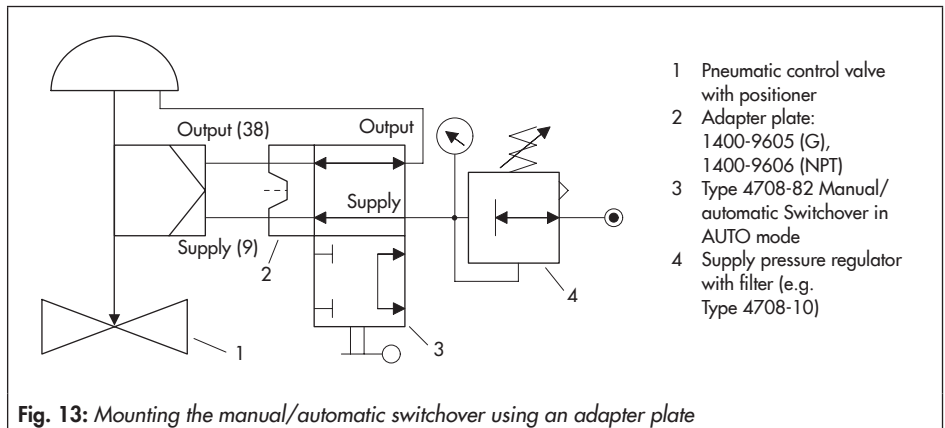 Output (38)
Output
Supply
Supply (9)
2
4
3
1
1 Pneumatic control valve
with positioner
2 Adapter plate:
1400-9605 (G),
1400-9606 (NPT)
3 Type 4708-82 Manual/
automatic Switchover in
AUTO mode
4 Supply pressure regulator
with filter (e.g.
Type 4708-10)
Fig. 13: Mounting the manual/automatic switchover using an adapter plate